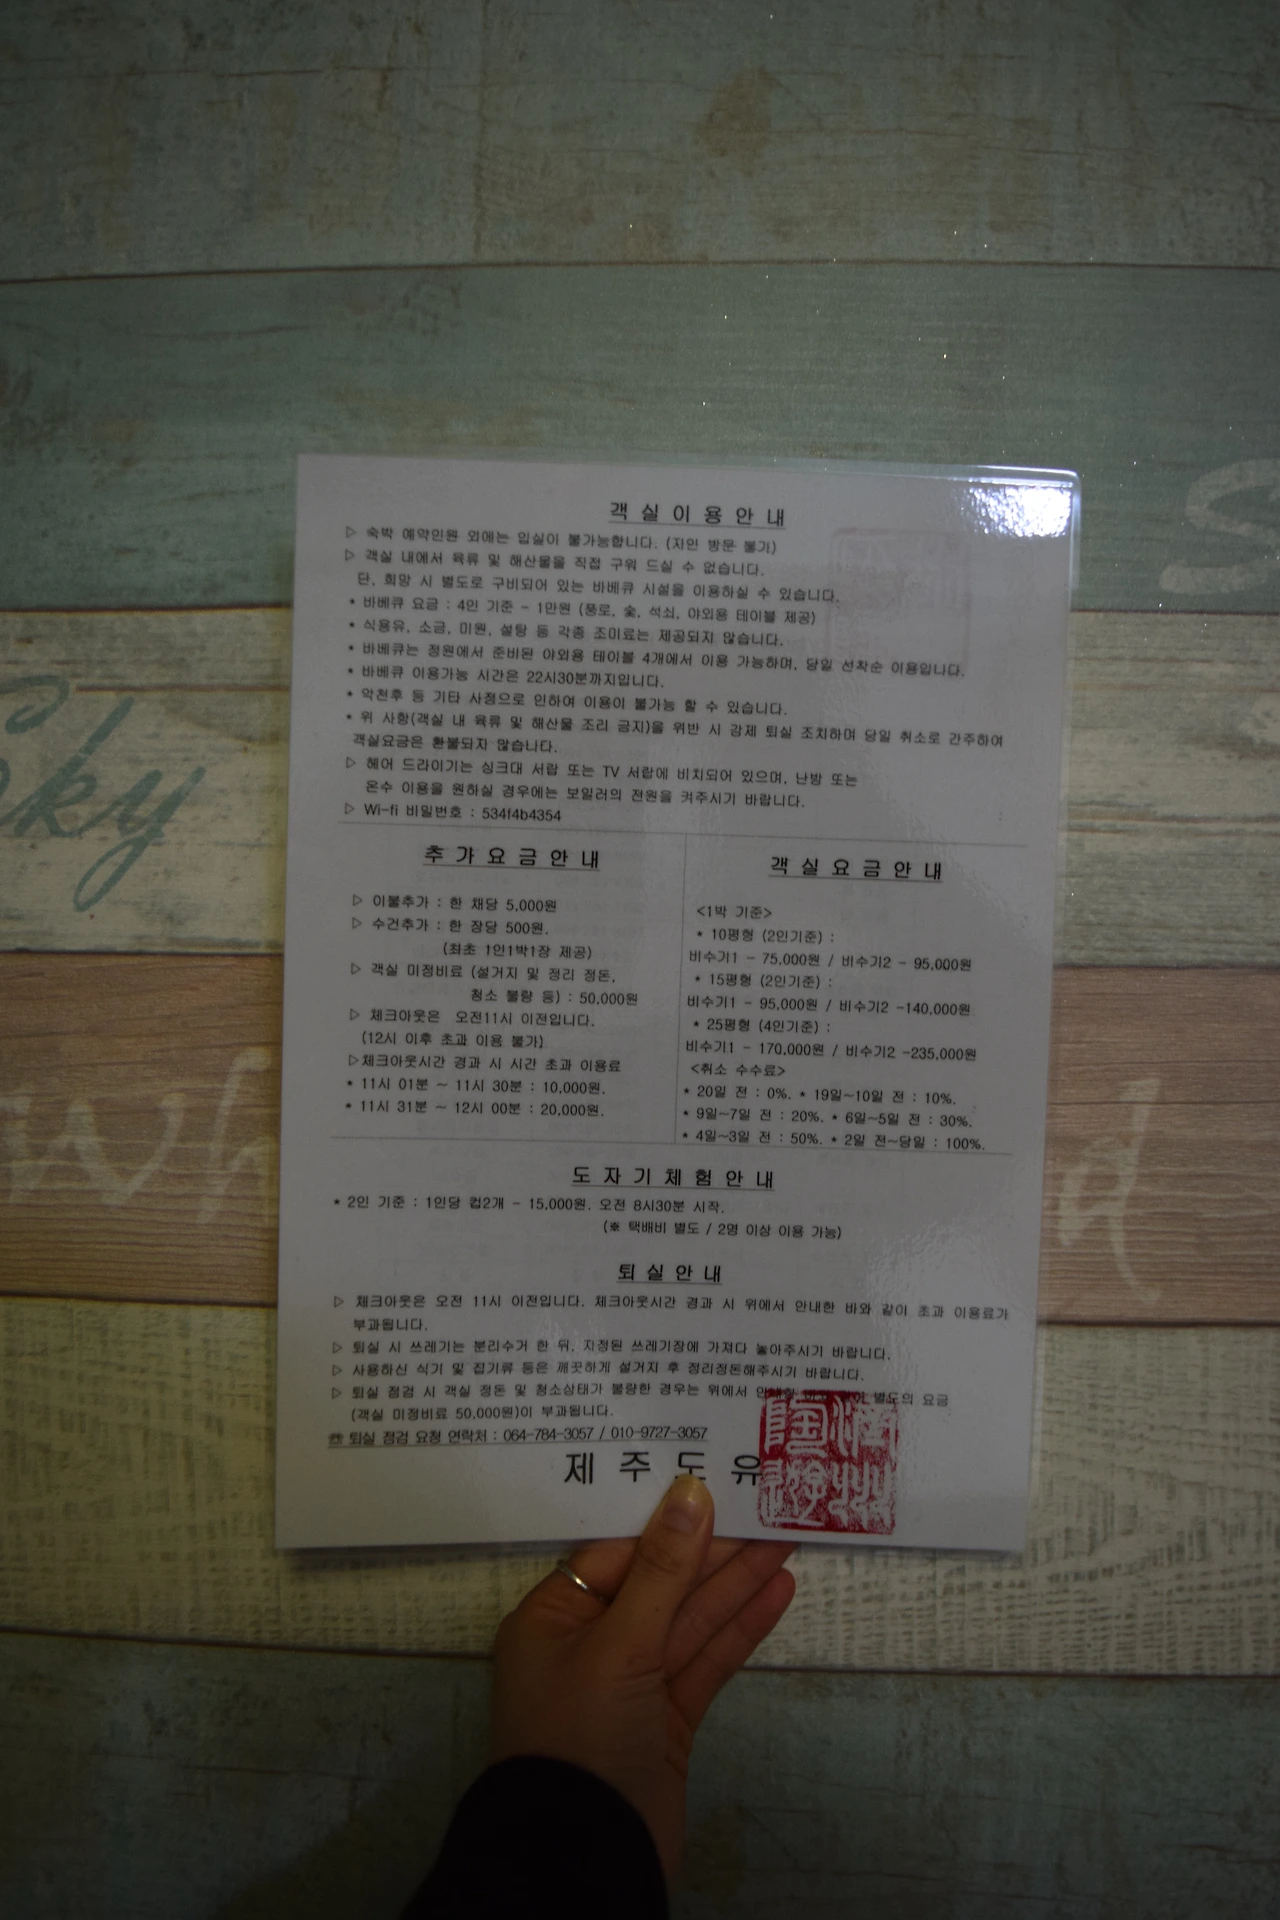 객실이용안내
▷ 숙박 예약인원 외에는 입실이 불가능합니다. (지인 방문 불가)
▷ 객실 내에서 육류 및 해산물을 직접 구워 드실 수 없습니다.
단, 희망 시 별도로 구비되어 있는 바베큐 시설을 이용하실 수 있습니다.
* 바베큐 요금 : 4인 기준 - 1만원 (풍로, 숯, 석쇠, 야외용 테이블 제공)
* 식용유, 소금, 미원, 설탕 등 각종 조미료는 제공되지 않습니다.
* 바베큐는 정원에서 준비된 야외용 테이블 4개에서 이용 가능하며, 당일 선착순 이용입니다.
* 바베큐 이용가능 시간은 22시30분까지입니다.
* 악천후 등 기타 사정으로 인하여 이용이 불가능 할 수 있습니다.
* 위 사항(객실 내 육류 및 해산물 조리 금지)을 위반 시 강제 퇴실 조치하며 당일 취소로 간주하여
객실요금은 환불되지 않습니다.
▷ 헤어 드라이기는 싱크대 서랍 또는 TV 서랍에 비치되어 있으며, 난방 또는
온수 이용을 원하실 경우에는 보일러의 전원을 켜주시기 바랍니다.
▷ Wi-fi 비밀번호 : 534f4b4354
추가요금안내
▷ 이불추가 : 한 채당 5,000원
▷ 수건추가 : 한 장당 500원.
(최초 1인1박1장 제공)
▷ 객실 미정비료 (설거지 및 정리 정돈,
청소 불량 등) : 50,000원
▷ 체크아웃은 오전11시 이전입니다.
(12시 이후 초과 이용 불가)
▷체크아웃시간 경과 시 시간 초과 이용료
* 11시 01분 ~ 11시 30분 : 10,000원.
* 11시 31분 ~ 12시 00분 : 20,000원.
객실요금안내
<1박 기준>
* 10평형 (2인기준) :
비수기1 - 75,000원 / 비수기2 - 95,000원
* 15평형 (2인기준) :
비수기1 - 95,000원 / 비수기2 -140,000원
* 25평형 (4인기준) :
비수기1 - 170,000원 / 비수기2 -235,000원
<취소 수수료>
* 20일 전 : 0%. * 19일~10일 전 : 10%.
* 9일~7일 전 : 20%. * 6일~5일 전 : 30%.
* 4일~3일 전 : 50%. * 2일 전~당일 : 100%.
도자기체험안내
* 2인 기준 : 1인당 컵2개 - 15,000원. 오전 8시30분 시작.
(※ 택배비 별도 / 2명 이상 이용 가능)
퇴실안내
▷ 체크아웃은 오전 11시 이전입니다. 체크아웃시간 경과 시 위에서 안내한 바와 같이 초과 이용료가
부과됩니다.
▷ 퇴실 시 쓰레기는 분리수거 한 뒤, 지정된 쓰레기장에 가져다 놓아주시기 바랍니다.
▷ 사용하신 식기 및 집기류 등은 깨끗하게 설거지 후 정리정돈해주시기 바랍니다.
▷ 퇴실 점검 시 객실 정돈 및 청소상태가 불량한 경우는 위에서 안내한 바와 같이 별도의 요금
(객실 미정비료 50,000원)이 부과됩니다.
☏ 퇴실 점검 요청 연락처 : 064-784-3057 / 010-9727-3057
제주도유
ky